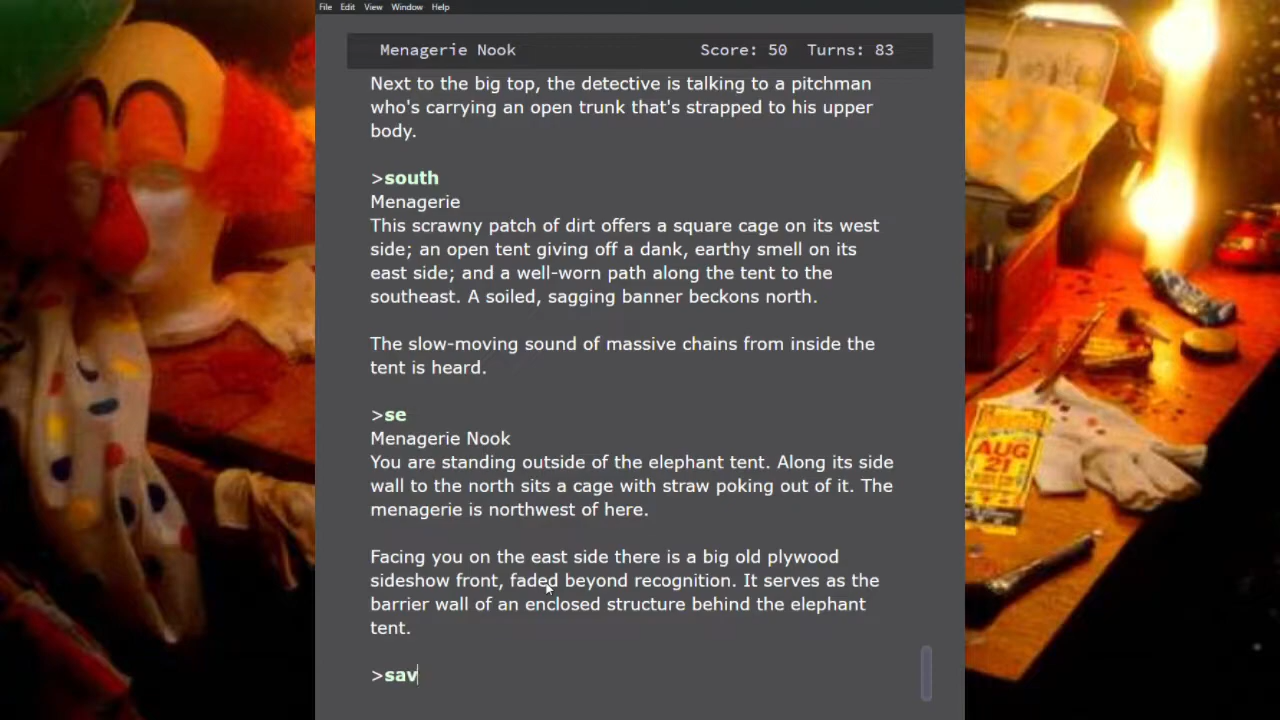 File Edit View Window Help
Menagerie Nook Score: 50 Turns: 83
Next to the big top, the detective is talking to a pitchman
who's carrying an open trunk that's strapped to his upper
body.
>south
Menagerie
This scrawny patch of dirt offers a square cage on its west
side; an open tent giving off a dank, earthy smell on its
east side; and a well-worn path along the tent to the
southeast. A soiled, sagging banner beckons north.
The slow-moving sound of massive chains from inside the
tent is heard.
>se
Menagerie Nook
You are standing outside of the elephant tent. Along its side
wall to the north sits a cage with straw poking out of it. The
menagerie is northwest of here.
Facing you on the east side there is a big old plywood
sideshow front, faded beyond recognition. It serves as the
barrier wall of an enclosed structure behind the elephant
tent.
>sav
AUG
21